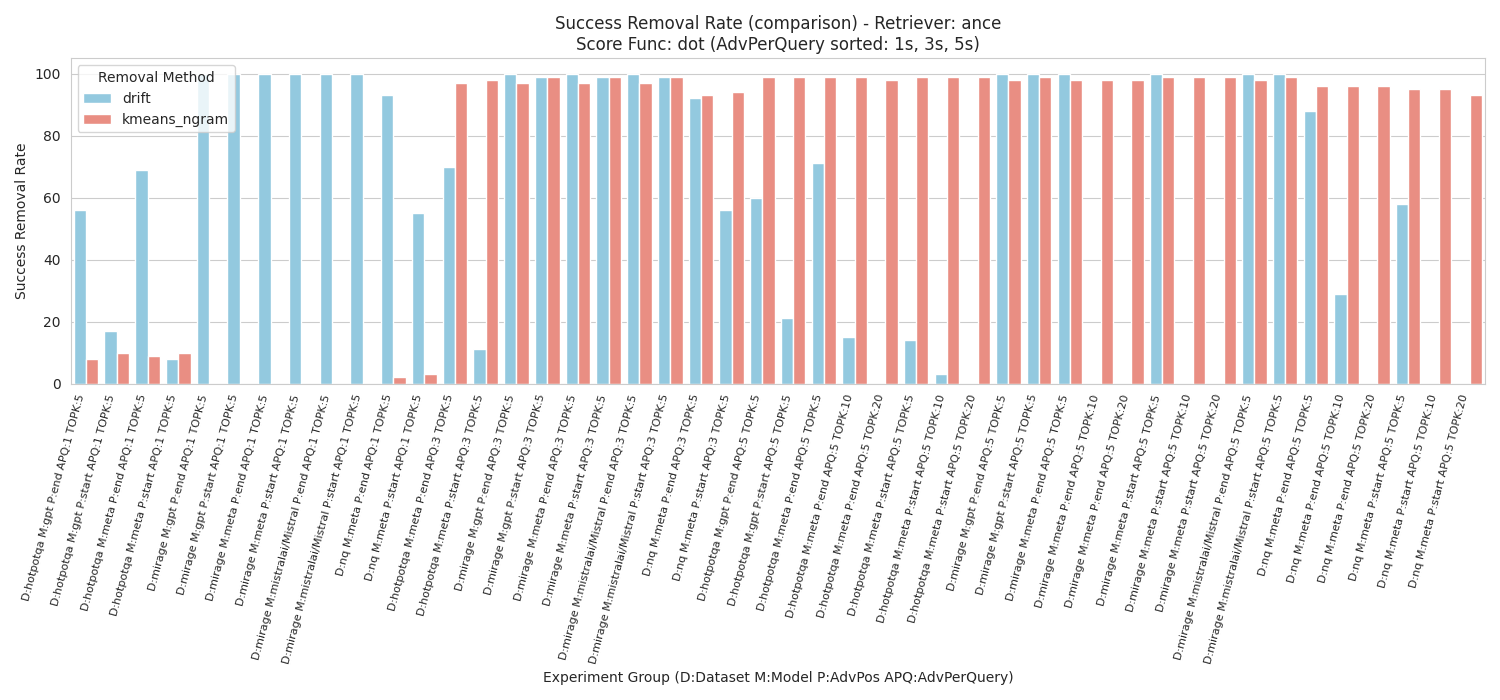 Success Removal Rate (comparison) - Retriever: ance
Score Func: dot (AdvPerQuery sorted: 1s, 3s, 5s)
Removal Method
drift
kmeans_ngram
Success Removal Rate
100
80
60
40
20
0
D:hotpotqa M:gpt P:end APQ:1 TOPK:5
D:hotpotqa M:gpt P:start APQ:1 TOPK:5
D:hotpotqa M:meta P:end APQ:1 TOPK:5
D:hotpotqa M:meta P:start APQ:1 TOPK:5
D:mirage M:gpt P:end APQ:1 TOPK:5
D:mirage M:gpt P:start APQ:1 TOPK:5
D:mirage M:meta P:end APQ:1 TOPK:5
D:mirage M:meta P:start APQ:1 TOPK:5
D:mirage M:mistralai/Mistral P:end APQ:1 TOPK:5
D:mirage M:mistralai/Mistral P:start APQ:1 TOPK:5
D:nq M:meta P:end APQ:1 TOPK:5
D:nq M:meta P:start APQ:1 TOPK:5
D:hotpotqa M:meta P:end APQ:3 TOPK:5
D:hotpotqa M:meta P:start APQ:3 TOPK:5
D:mirage M:gpt P:end APQ:3 TOPK:5
D:mirage M:gpt P:start APQ:3 TOPK:5
D:mirage M:meta P:end APQ:3 TOPK:5
D:mirage M:meta P:start APQ:3 TOPK:5
D:mirage M:mistralai/Mistral P:end APQ:3 TOPK:5
D:mirage M:mistralai/Mistral P:start APQ:3 TOPK:5
D:nq M:meta P:end APQ:3 TOPK:5
D:nq M:meta P:start APQ:3 TOPK:5
D:hotpotqa M:gpt P:end APQ:5 TOPK:5
D:hotpotqa M:gpt P:start APQ:5 TOPK:5
D:hotpotqa M:meta P:end APQ:5 TOPK:5
D:hotpotqa M:meta P:end APQ:5 TOPK:10
D:hotpotqa M:meta P:end APQ:5 TOPK:20
D:hotpotqa M:meta P:start APQ:5 TOPK:5
D:hotpotqa M:meta P:start APQ:5 TOPK:10
D:hotpotqa M:meta P:start APQ:5 TOPK:20
D:mirage M:gpt P:end APQ:5 TOPK:5
D:mirage M:gpt P:start APQ:5 TOPK:5
D:mirage M:meta P:end APQ:5 TOPK:5
D:mirage M:meta P:end APQ:5 TOPK:10
D:mirage M:meta P:end APQ:5 TOPK:20
D:mirage M:meta P:start APQ:5 TOPK:5
D:mirage M:meta P:start APQ:5 TOPK:10
D:mirage M:meta P:start APQ:5 TOPK:20
D:mirage M:mistralai/Mistral P:end APQ:5 TOPK:5
D:mirage M:mistralai/Mistral P:start APQ:5 TOPK:5
D:nq M:meta P:end APQ:5 TOPK:5
D:nq M:meta P:end APQ:5 TOPK:10
D:nq M:meta P:end APQ:5 TOPK:20
D:nq M:meta P:start APQ:5 TOPK:5
D:nq M:meta P:start APQ:5 TOPK:10
D:nq M:meta P:start APQ:5 TOPK:20
Experiment Group (D:Dataset M:Model P:AdvPos APQ:AdvPerQuery)